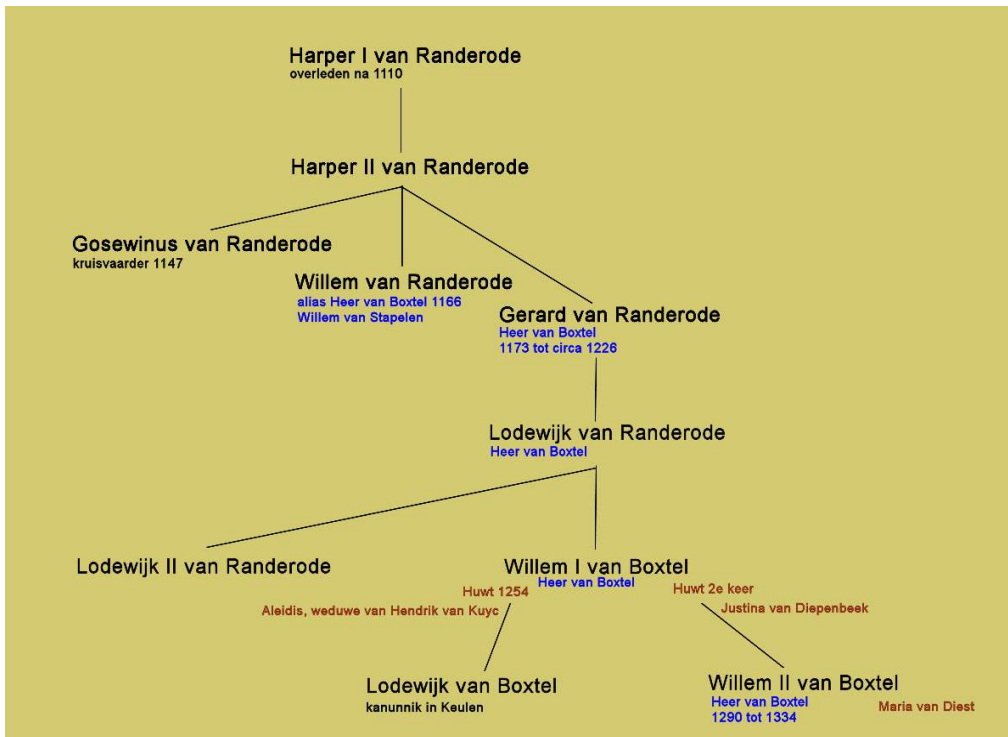 Harper I van Randerode
overleden na 1110
Harper II van Randerode
Gosewinus van Randerode
kruisvaarder 1147
Willem van Randerode
alias Heer van Boxtel 1166
Willem van Stapelen
Gerard van Randerode
Heer van Boxtel
1173 tot circa 1226
Lodewijk van Randerode
Heer van Boxtel
Lodewijk II van Randerode
Willem I van Boxtel
Heer van Boxtel
Huwt 1254
Aleidis, weduwe van Hendrik van Kuyc
Huwt 2e keer
Justina van Diepenbeek
Lodewijk van Boxtel
kanunnik in Keulen
Willem II van Boxtel
Heer van Boxtel
1290 tot 1334
Maria van Diest